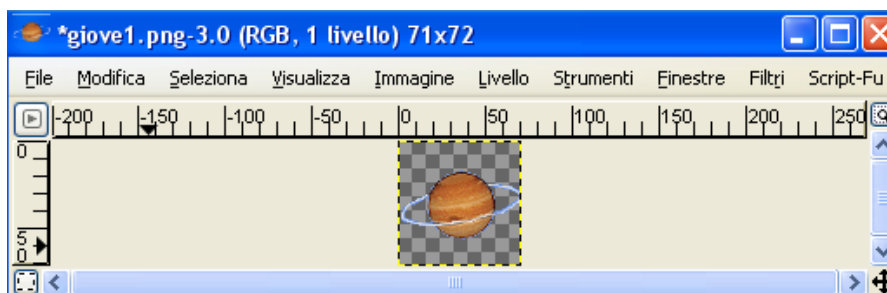 *giove1.png-3.0 (RGB, 1 livello) 71x72
File Modifica Seleziona Visualizza Immagine Livello Strumenti Finestre Filtri Script-Fu
-200 -150 -100 -50 0 50 100 150 200 250
0
50